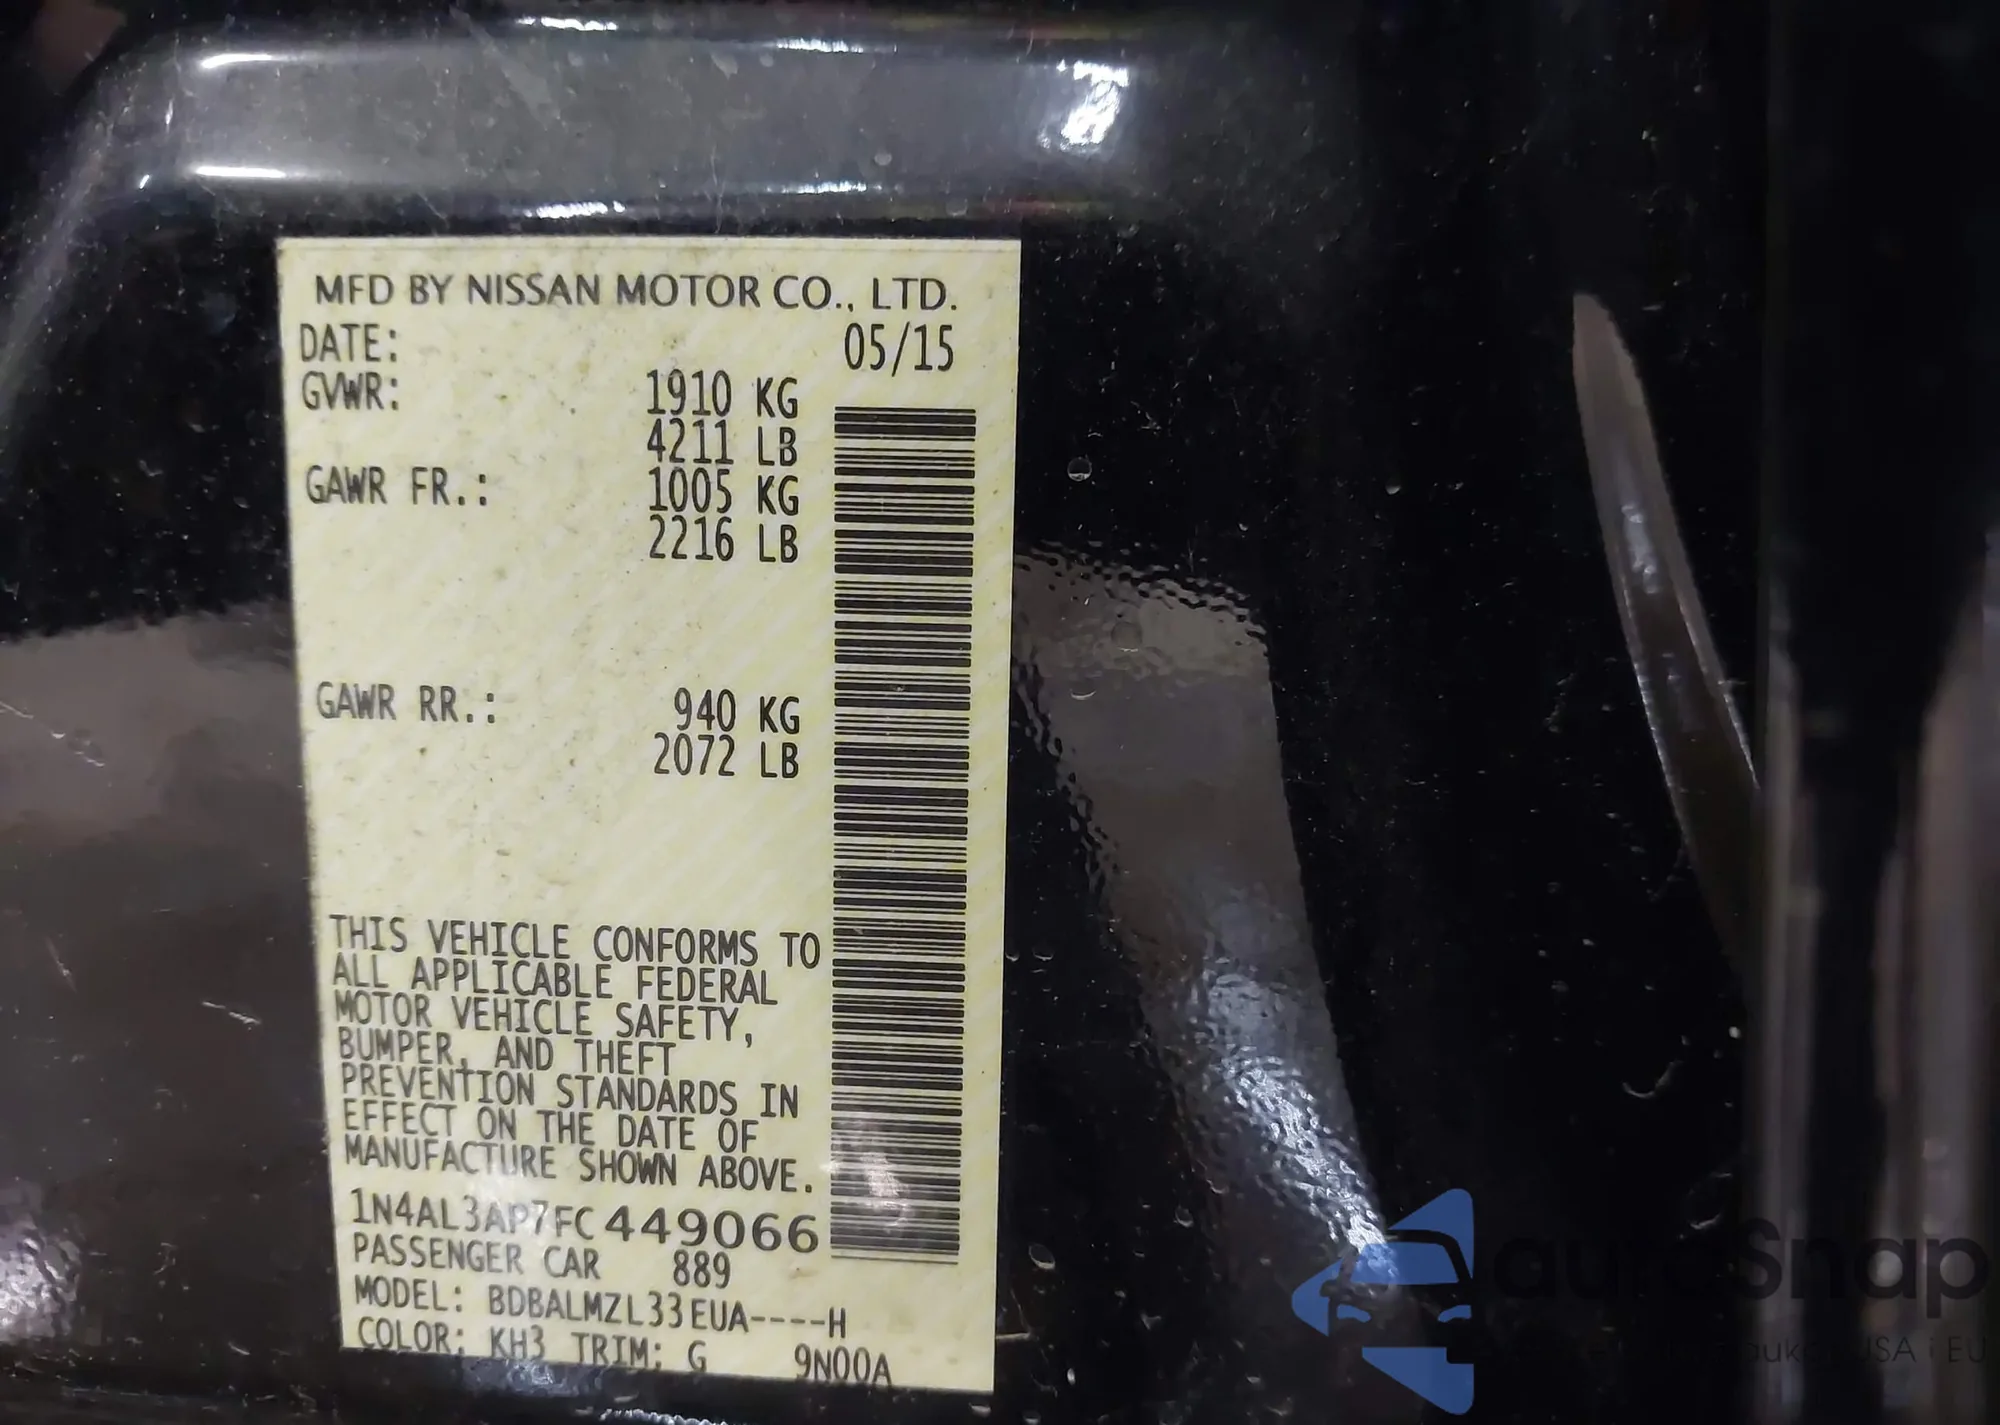 MFD BY NISSAN MOTOR CO., LTD.
DATE: 05/15
GVWR: 1910 KG
4211 LB
GAWR FR.: 1005 KG
2216 LB
GAWR RR.: 940 KG
2072 LB
THIS VEHICLE CONFORMS TO
ALL APPLICABLE FEDERAL
MOTOR VEHICLE SAFETY,
BUMPER, AND THEFT
PREVENTION STANDARDS IN
EFFECT ON THE DATE OF
MANUFACTURE SHOWN ABOVE.
1N4AL3AP7FC449066
PASSENGER CAR 889
MODEL: BDBALMZL33EUA----H
COLOR: KH3 TRIM: G 9N00A
Snap
USA i EU